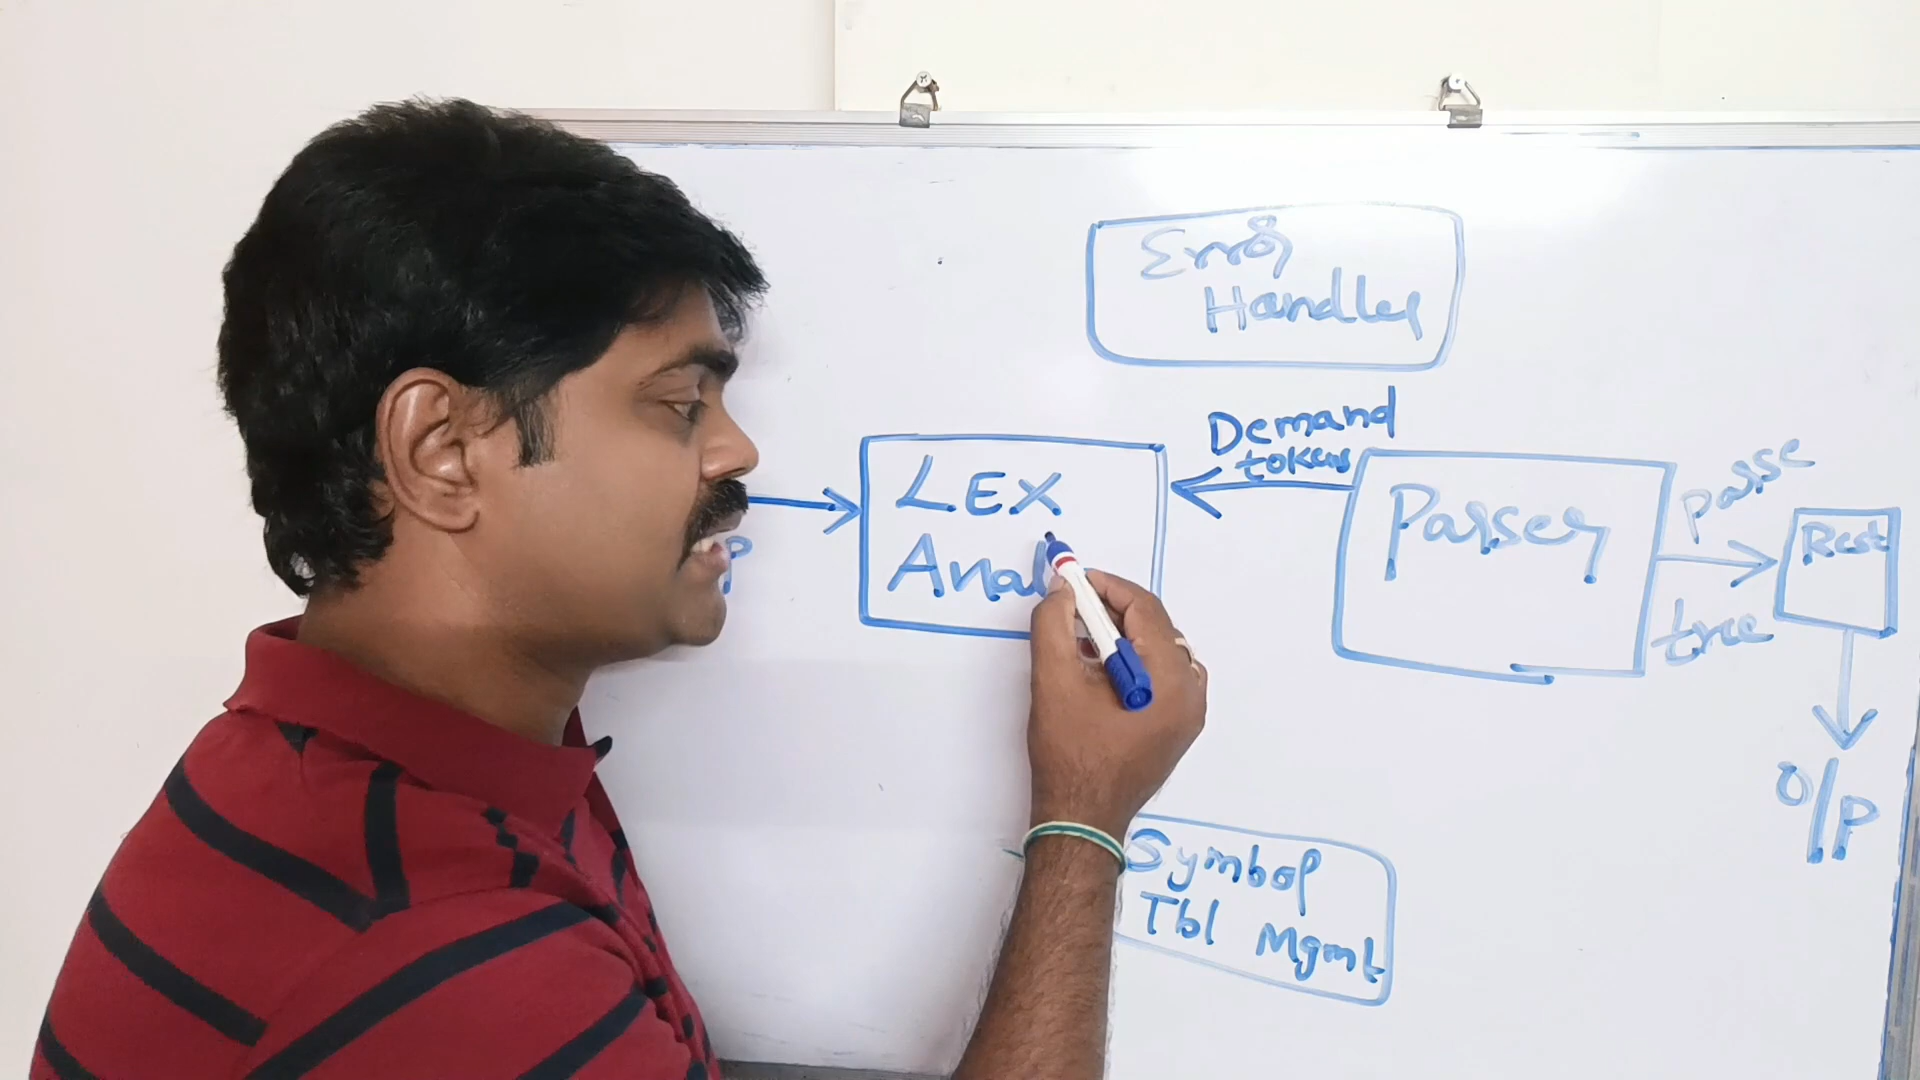 Error
Handler
Demand
tokens
LEX
Anal
Parser
parse
tree
Rest
P
O/P
Symbol
Tbl Mgmt